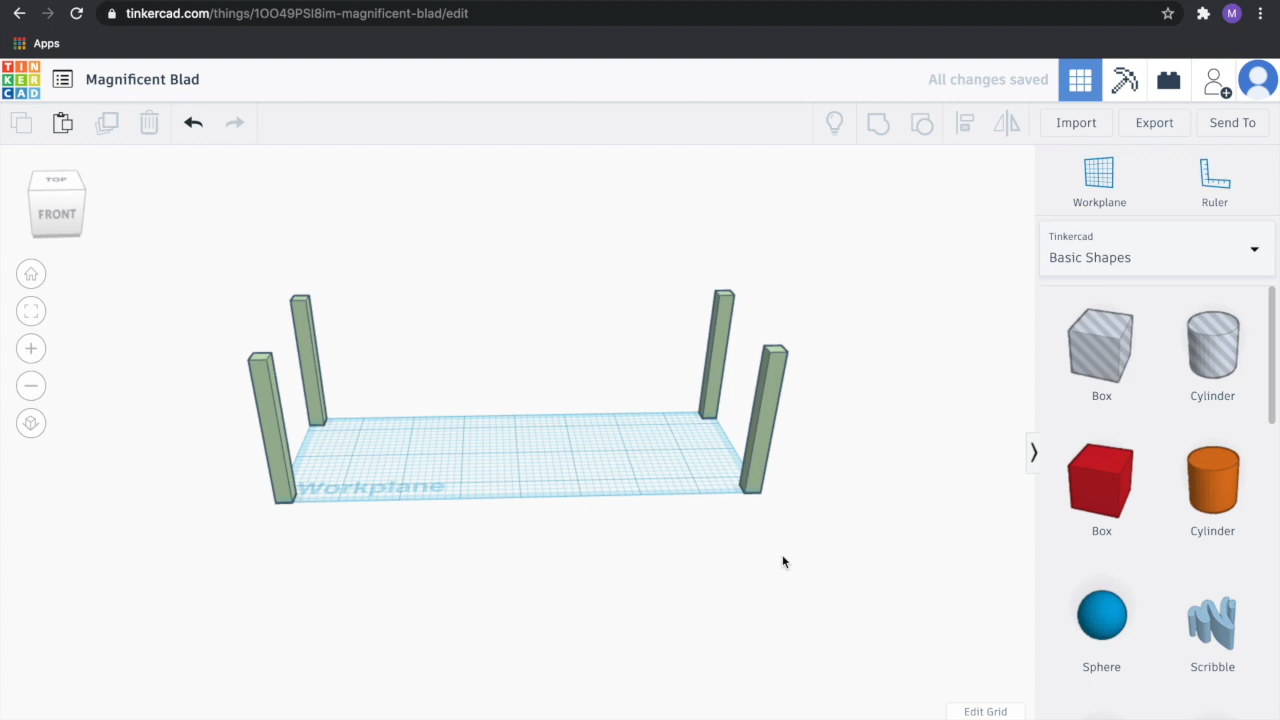 tinkercad.com/things/1OO49PSI8im-magnificent-blad/edit
M
Apps
TIN
KER
CAD
Magnificent Blad
All changes saved
Import
Export
Send To
TOP
FRONT
Workplane
Ruler
Tinkercad
Basic Shapes
Box
Cylinder
Box
Cylinder
Sphere
Scribble
Workplane
Edit Grid